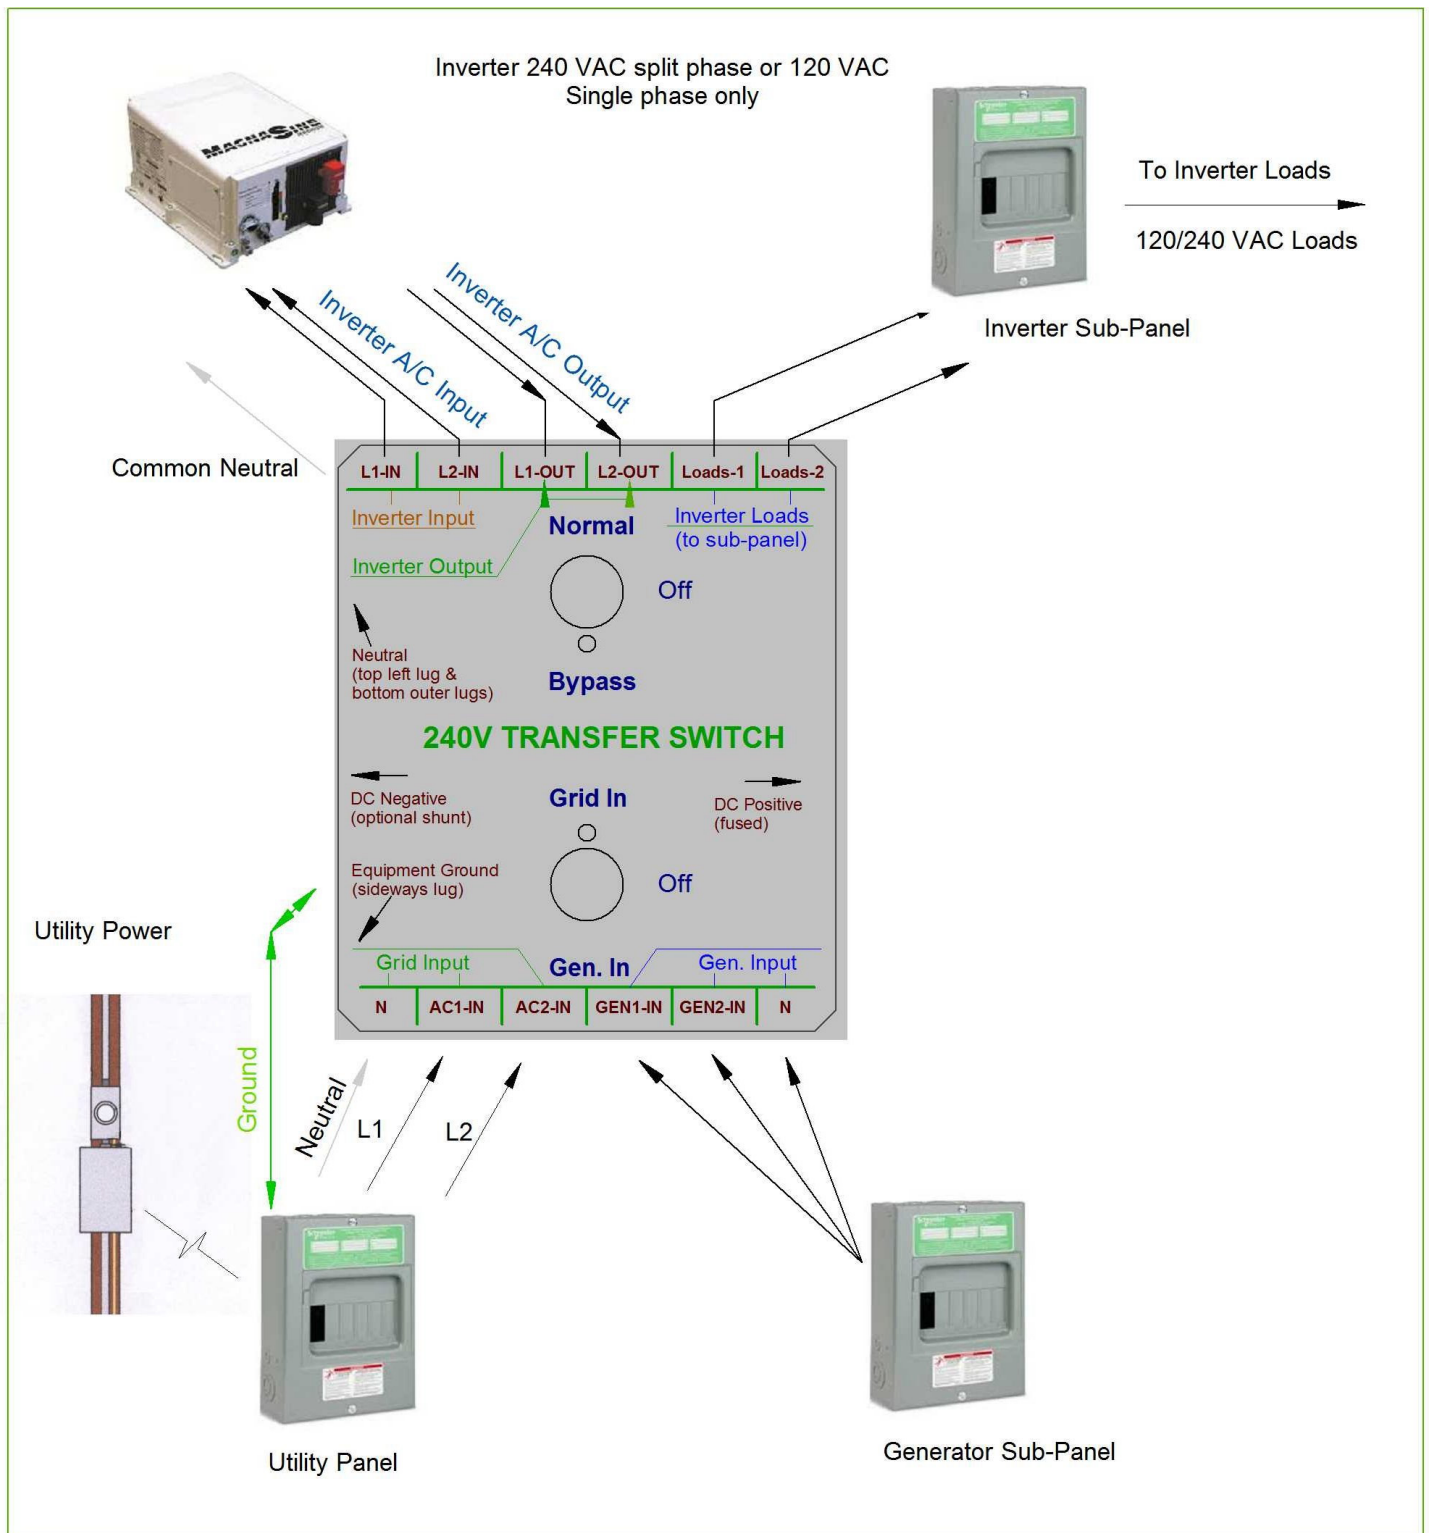 Inverter 240 VAC split phase or 120 VAC
Single phase only
MAGNASINE
To Inverter Loads
120/240 VAC Loads
Inverter Sub-Panel
Inverter A/C Input
Inverter A/C Output
Common Neutral
L1-IN
L2-IN
L1-OUT
L2-OUT
Loads-1
Loads-2
Inverter Input
Normal
Inverter Loads
(to sub-panel)
Inverter Output
Off
Neutral
(top left lug &
bottom outer lugs)
Bypass
240V TRANSFER SWITCH
DC Negative
(optional shunt)
Grid In
DC Positive
(fused)
Equipment Ground
(sideways lug)
Off
Utility Power
Grid Input
Gen. In
Gen. Input
N
AC1-IN
AC2-IN
GEN1-IN
GEN2-IN
N
Ground
Neutral
L1
L2
Utility Panel
Generator Sub-Panel